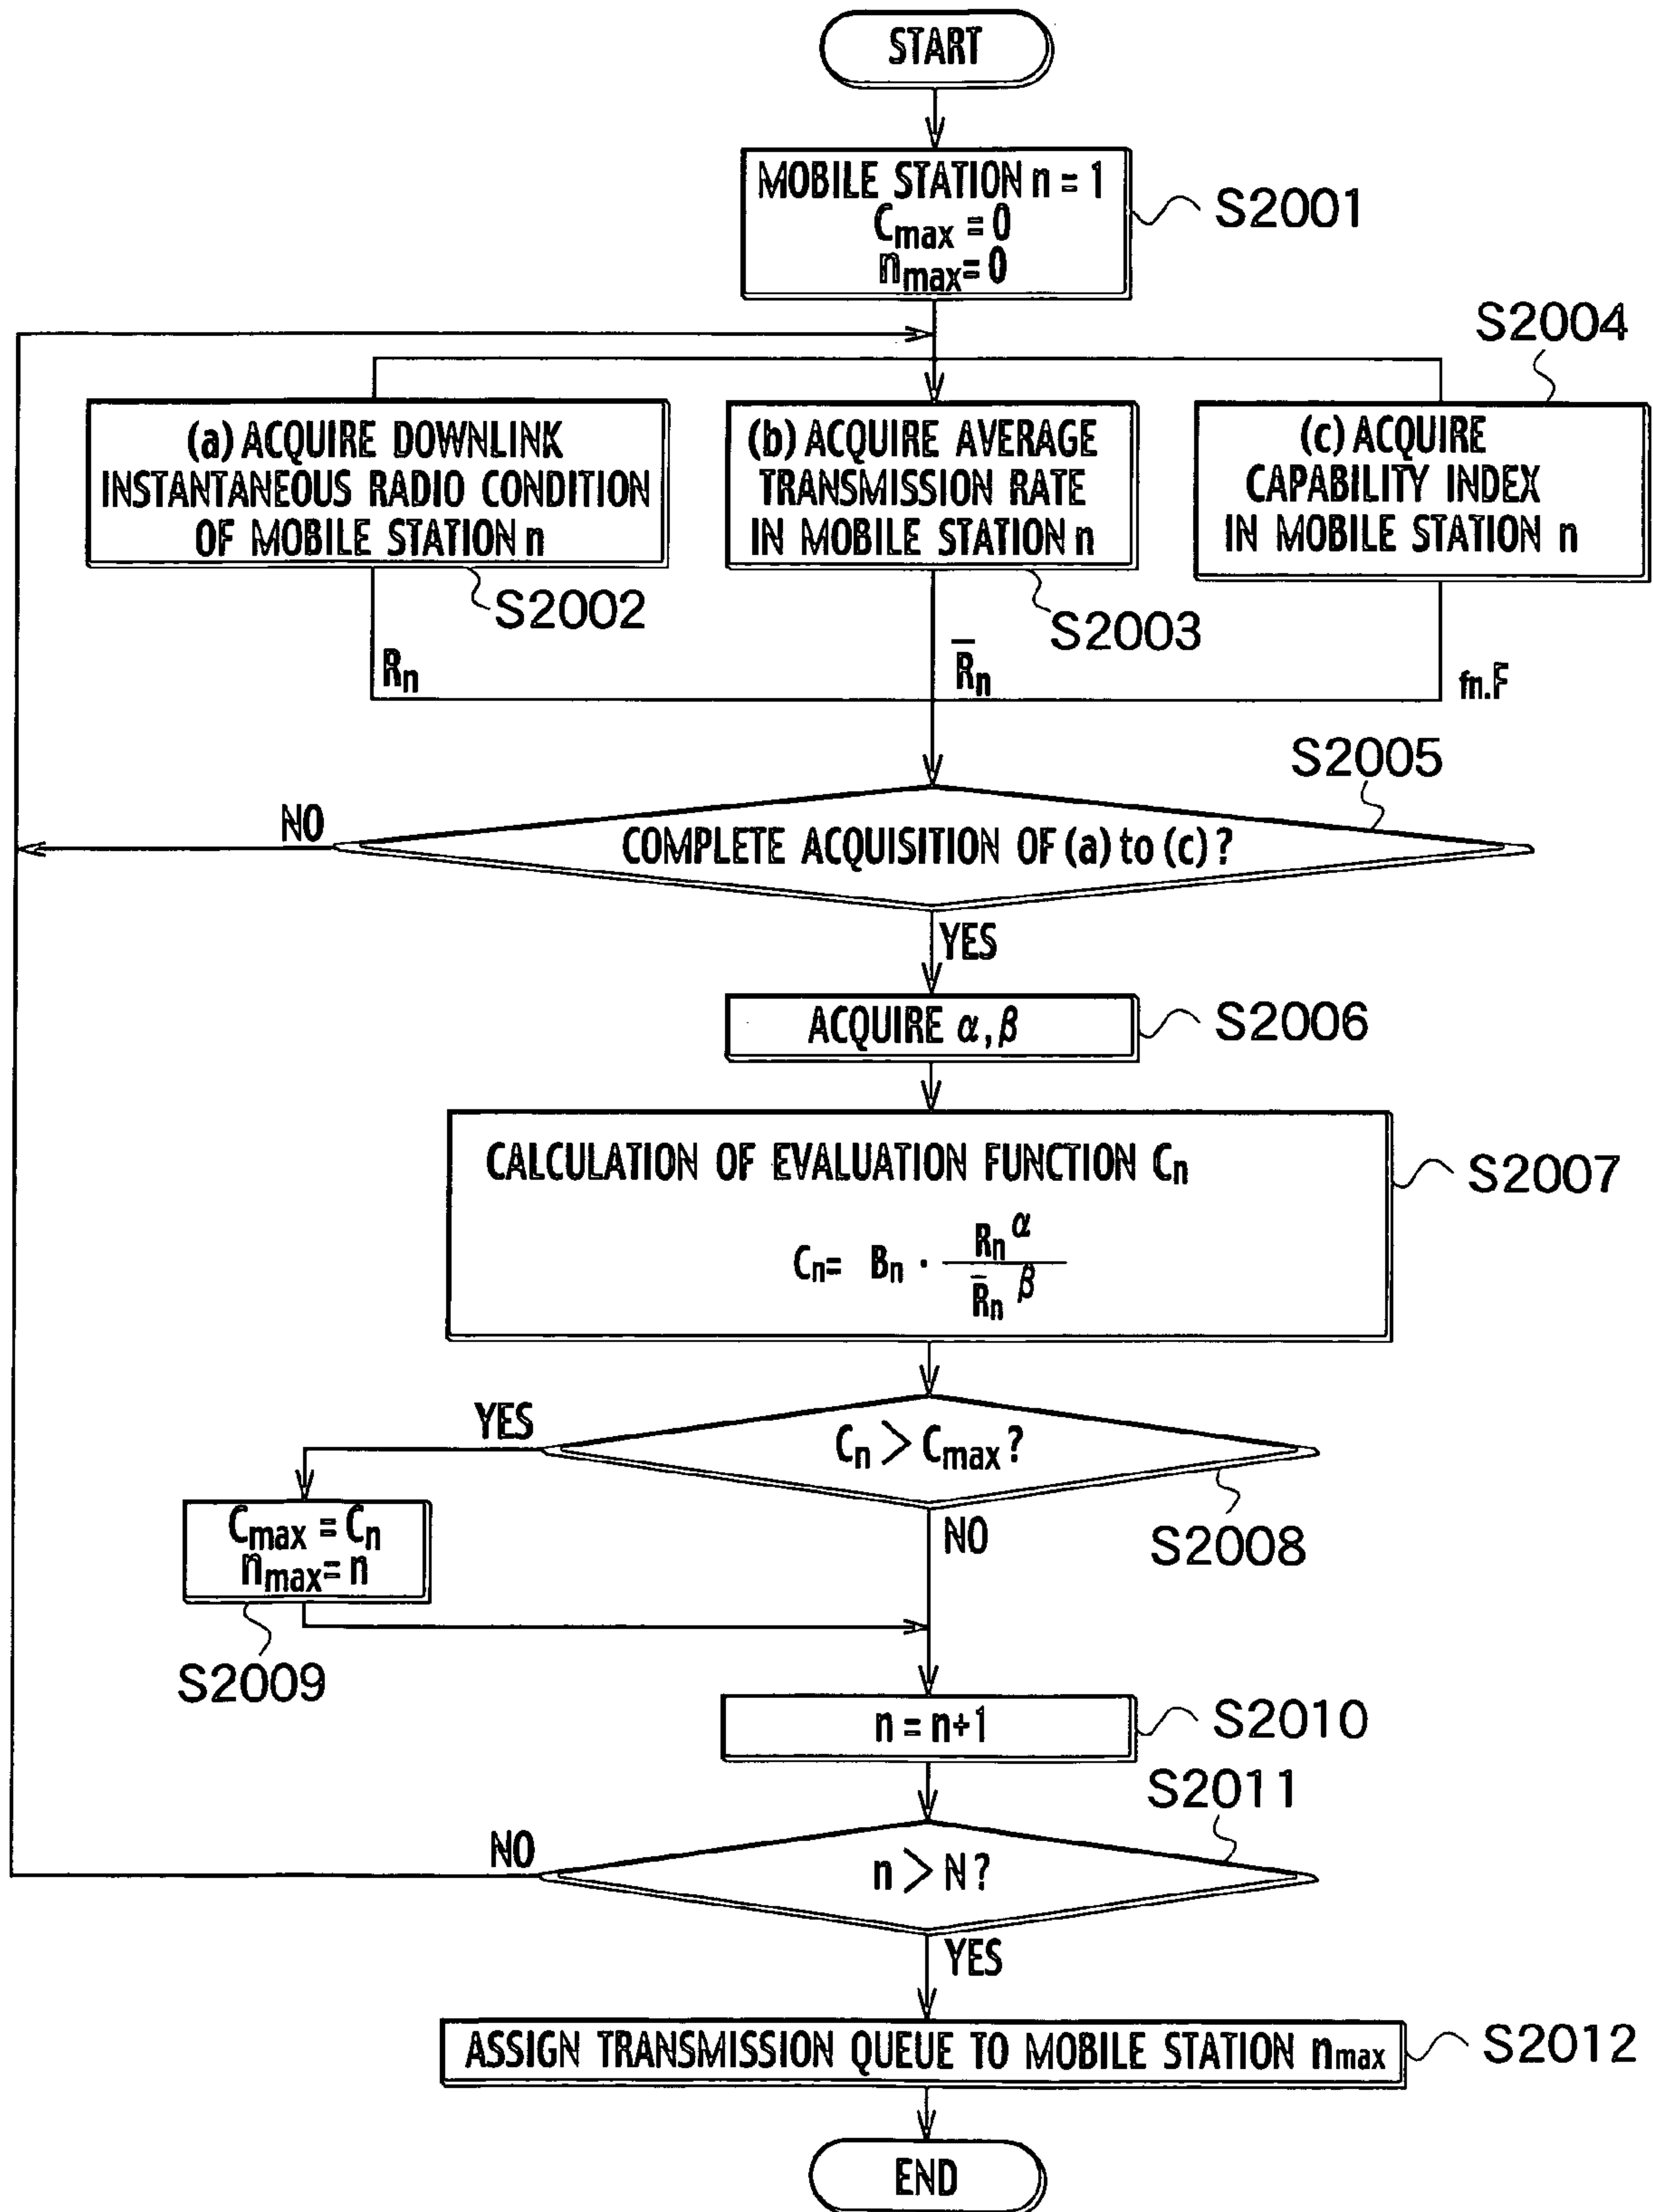 START
MOBILE STATION n = 1
Cmax = 0
nmax= 0
S2001
S2004
(a) ACQUIRE DOWNLINK
INSTANTANEOUS RADIO CONDITION
OF MOBILE STATION n
S2002
(b) ACQUIRE AVERAGE
TRANSMISSION RATE
IN MOBILE STATION n
S2003
(c) ACQUIRE
CAPABILITY INDEX
IN MOBILE STATION n
Rn
R̄n
fn.F
S2005
NO
COMPLETE ACQUISITION OF (a) to (c) ?
YES
ACQUIRE α, β
S2006
CALCULATION OF EVALUATION FUNCTION Cn
S2007
Cn= Bn · Rn^α / R̄n^β
YES
Cn > Cmax ?
S2008
NO
Cmax = Cn
nmax= n
S2009
n = n+1
S2010
S2011
NO
n > N ?
YES
ASSIGN TRANSMISSION QUEUE TO MOBILE STATION nmax
S2012
END